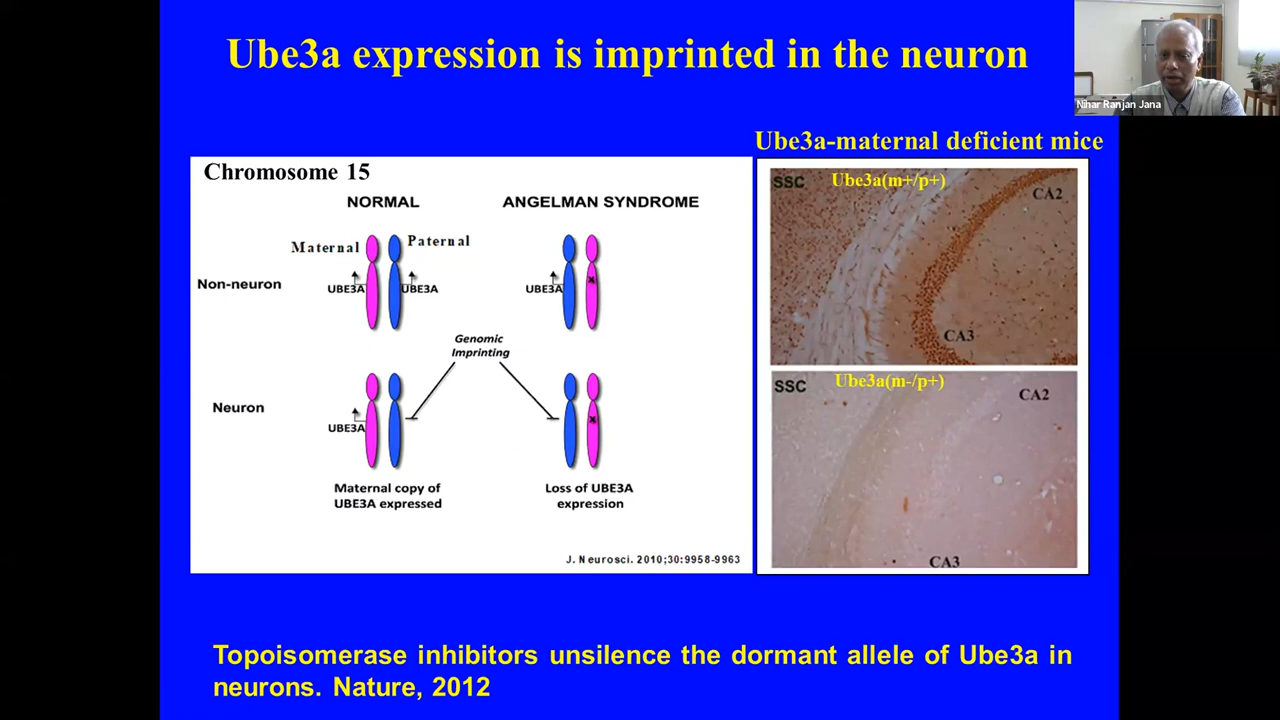 Ube3a expression is imprinted in the neuron
Nihar Ranjan Jana
Ube3a-maternal deficient mice
Chromosome 15
NORMAL
ANGELMAN SYNDROME
Maternal
Paternal
Non-neuron
UBE3A
UBE3A
UBE3A
Genomic
Imprinting
Neuron
UBE3A
Maternal copy of
UBE3A expressed
Loss of UBE3A
expression
J. Neurosci. 2010;30:9958-9963
SSC
Ube3a(m+/p+)
CA2
CA3
SSC
Ube3a(m-/p+)
CA2
CA3
Topoisomerase inhibitors unsilence the dormant allele of Ube3a in
neurons. Nature, 2012